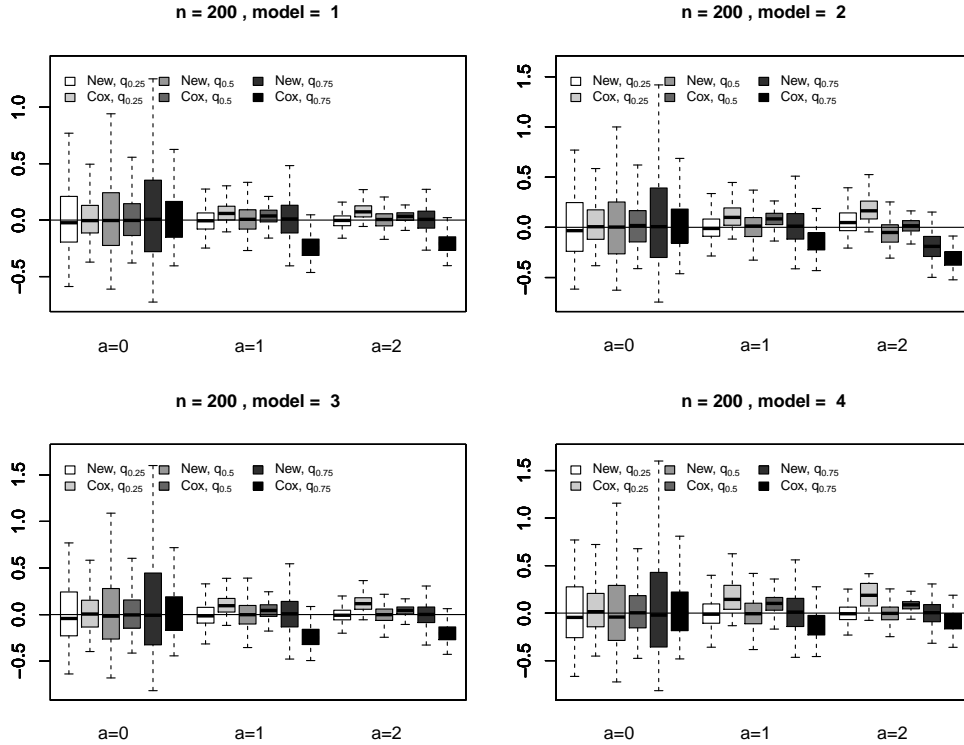 n = 200 , model = 1
New, q0.25 New, q0.5 New, q0.75
Cox, q0.25 Cox, q0.5 Cox, q0.75
1.0
0.5
0.0
−0.5
a=0 a=1 a=2
n = 200 , model = 2
New, q0.25 New, q0.5 New, q0.75
Cox, q0.25 Cox, q0.5 Cox, q0.75
1.5
1.0
0.5
0.0
−0.5
a=0 a=1 a=2
n = 200 , model = 3
New, q0.25 New, q0.5 New, q0.75
Cox, q0.25 Cox, q0.5 Cox, q0.75
1.5
1.0
0.5
0.0
−0.5
a=0 a=1 a=2
n = 200 , model = 4
New, q0.25 New, q0.5 New, q0.75
Cox, q0.25 Cox, q0.5 Cox, q0.75
1.5
1.0
0.5
0.0
−0.5
a=0 a=1 a=2